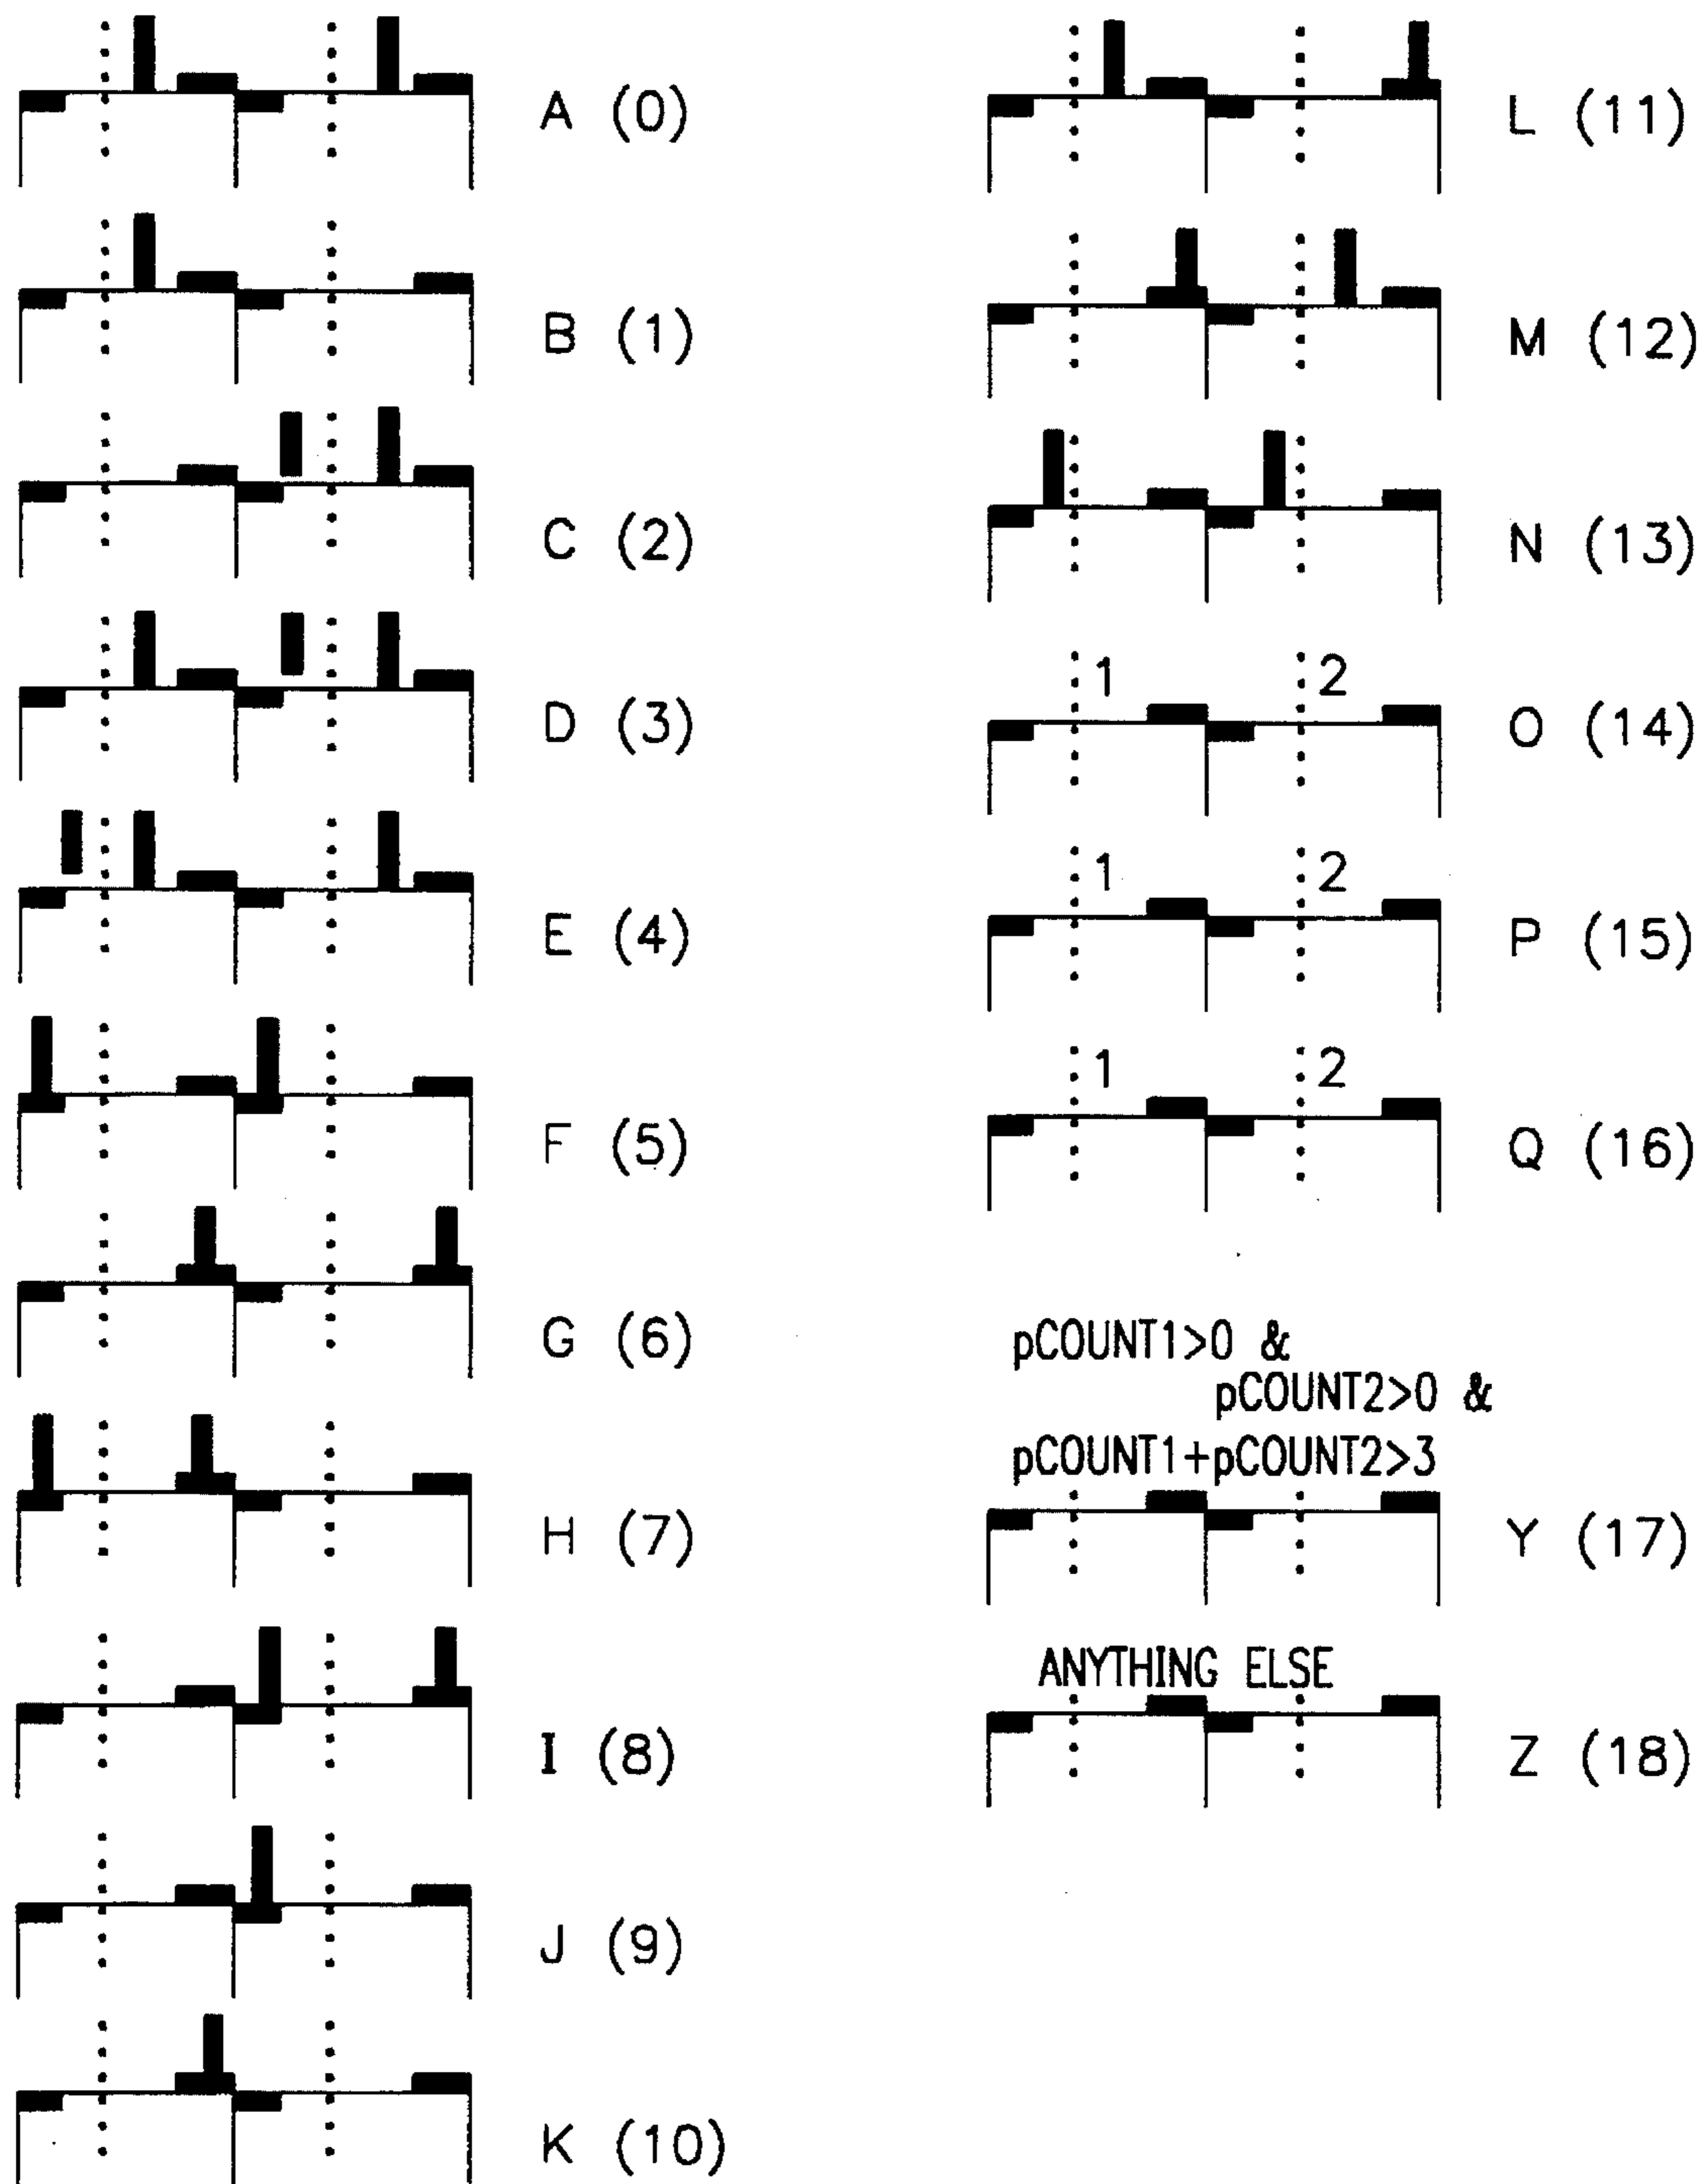 A (0)
B (1)
C (2)
D (3)
E (4)
F (5)
G (6)
H (7)
I (8)
J (9)
K (10)
L (11)
M (12)
N (13)
1 2
O (14)
1 2
P (15)
1 2
Q (16)
pCOUNT1>0 &
pCOUNT2>0 &
pCOUNT1+pCOUNT2>3
Y (17)
ANYTHING ELSE
Z (18)